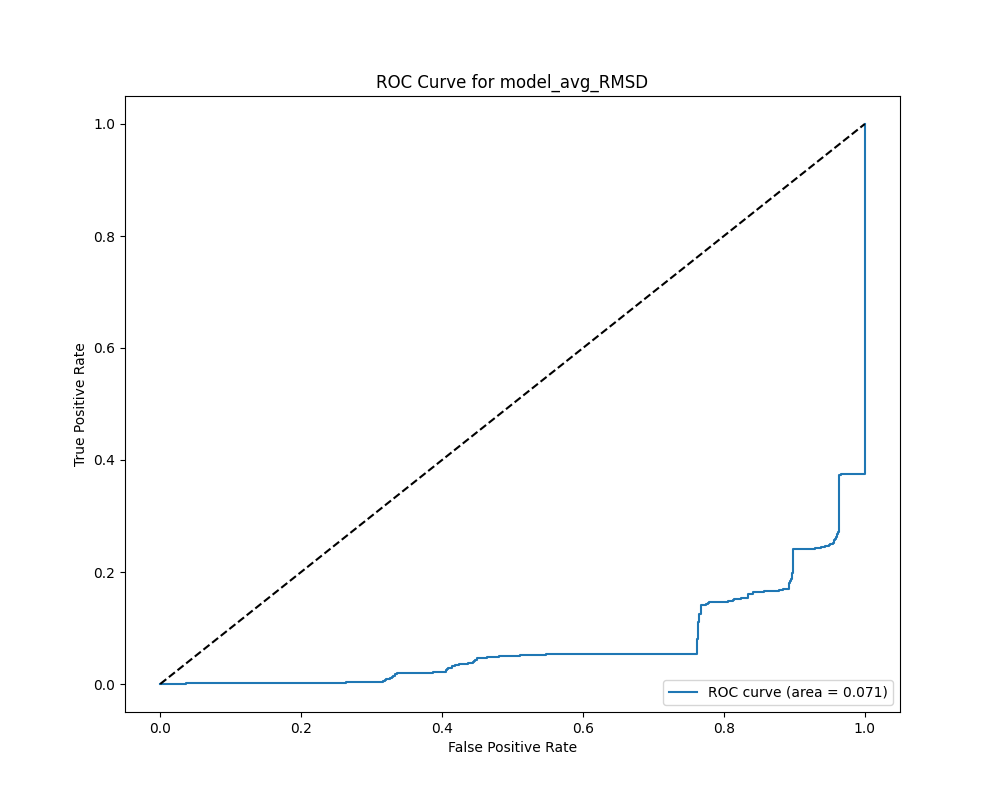 ROC Curve for model_avg_RMSD
True Positive Rate
1.0
0.8
0.6
0.4
0.2
0.0
0.0 0.2 0.4 0.6 0.8 1.0
False Positive Rate
ROC curve (area = 0.071)